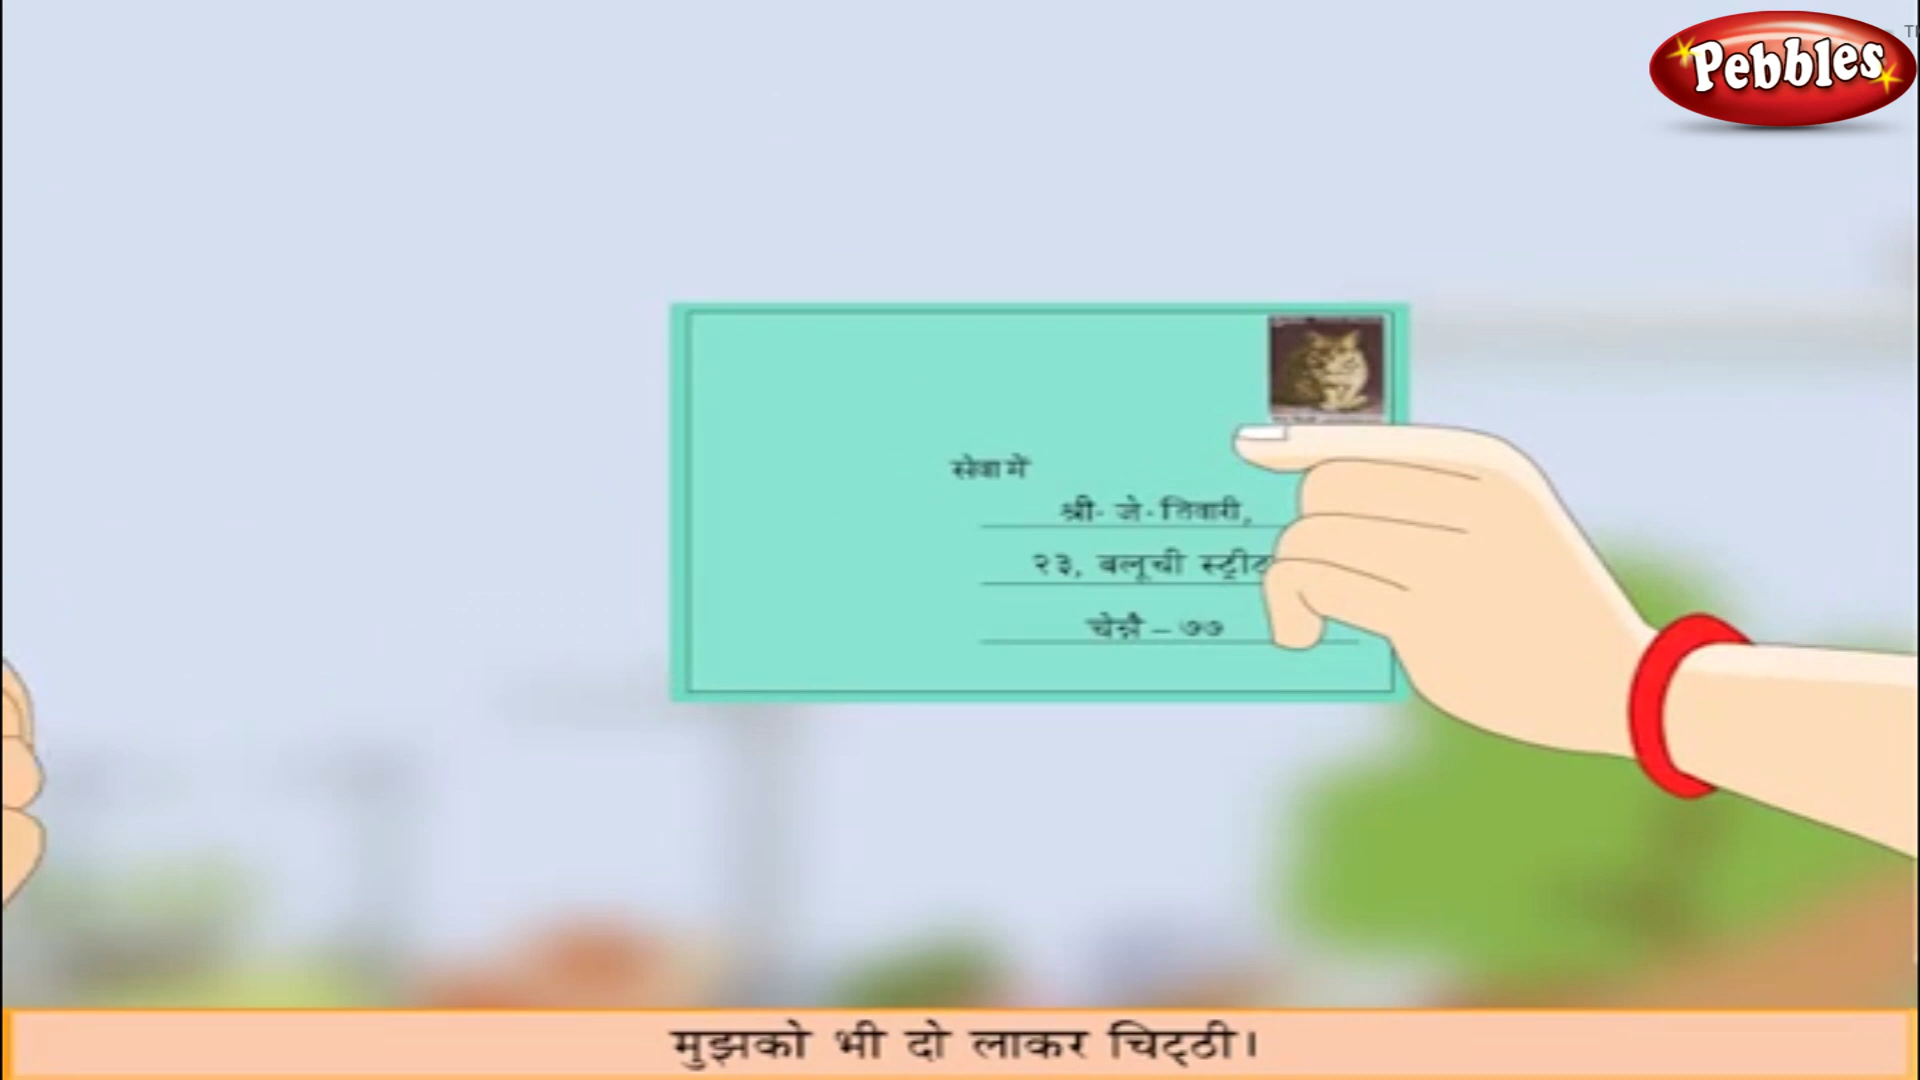 Pebbles
सेवा में
श्री. जे. तिवारी,
२३, बलूची स्ट्रीट
चेन्नै – ७७
मुझको भी दो लाकर चिट्ठी।